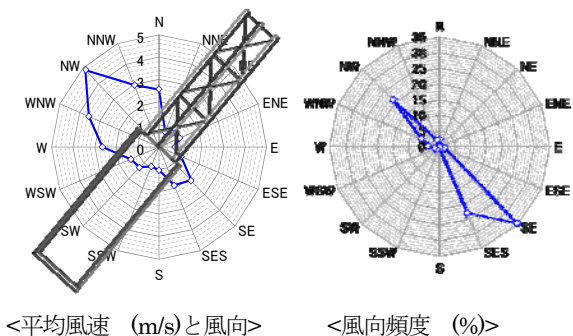 N
NNW
NNE
NW
WNW
ENE
W
E
WSW
ESE
SW
SE
SSW
SES
S
5
4
3
2
1
0
N
NNW
NNE
NW
NE
WNW
ENE
W
E
WSW
ESE
SW
SE
SSW
SES
S
35
30
25
20
15
10
5
0
<平均風速 (m/s)と風向>
<風向頻度 (%)>